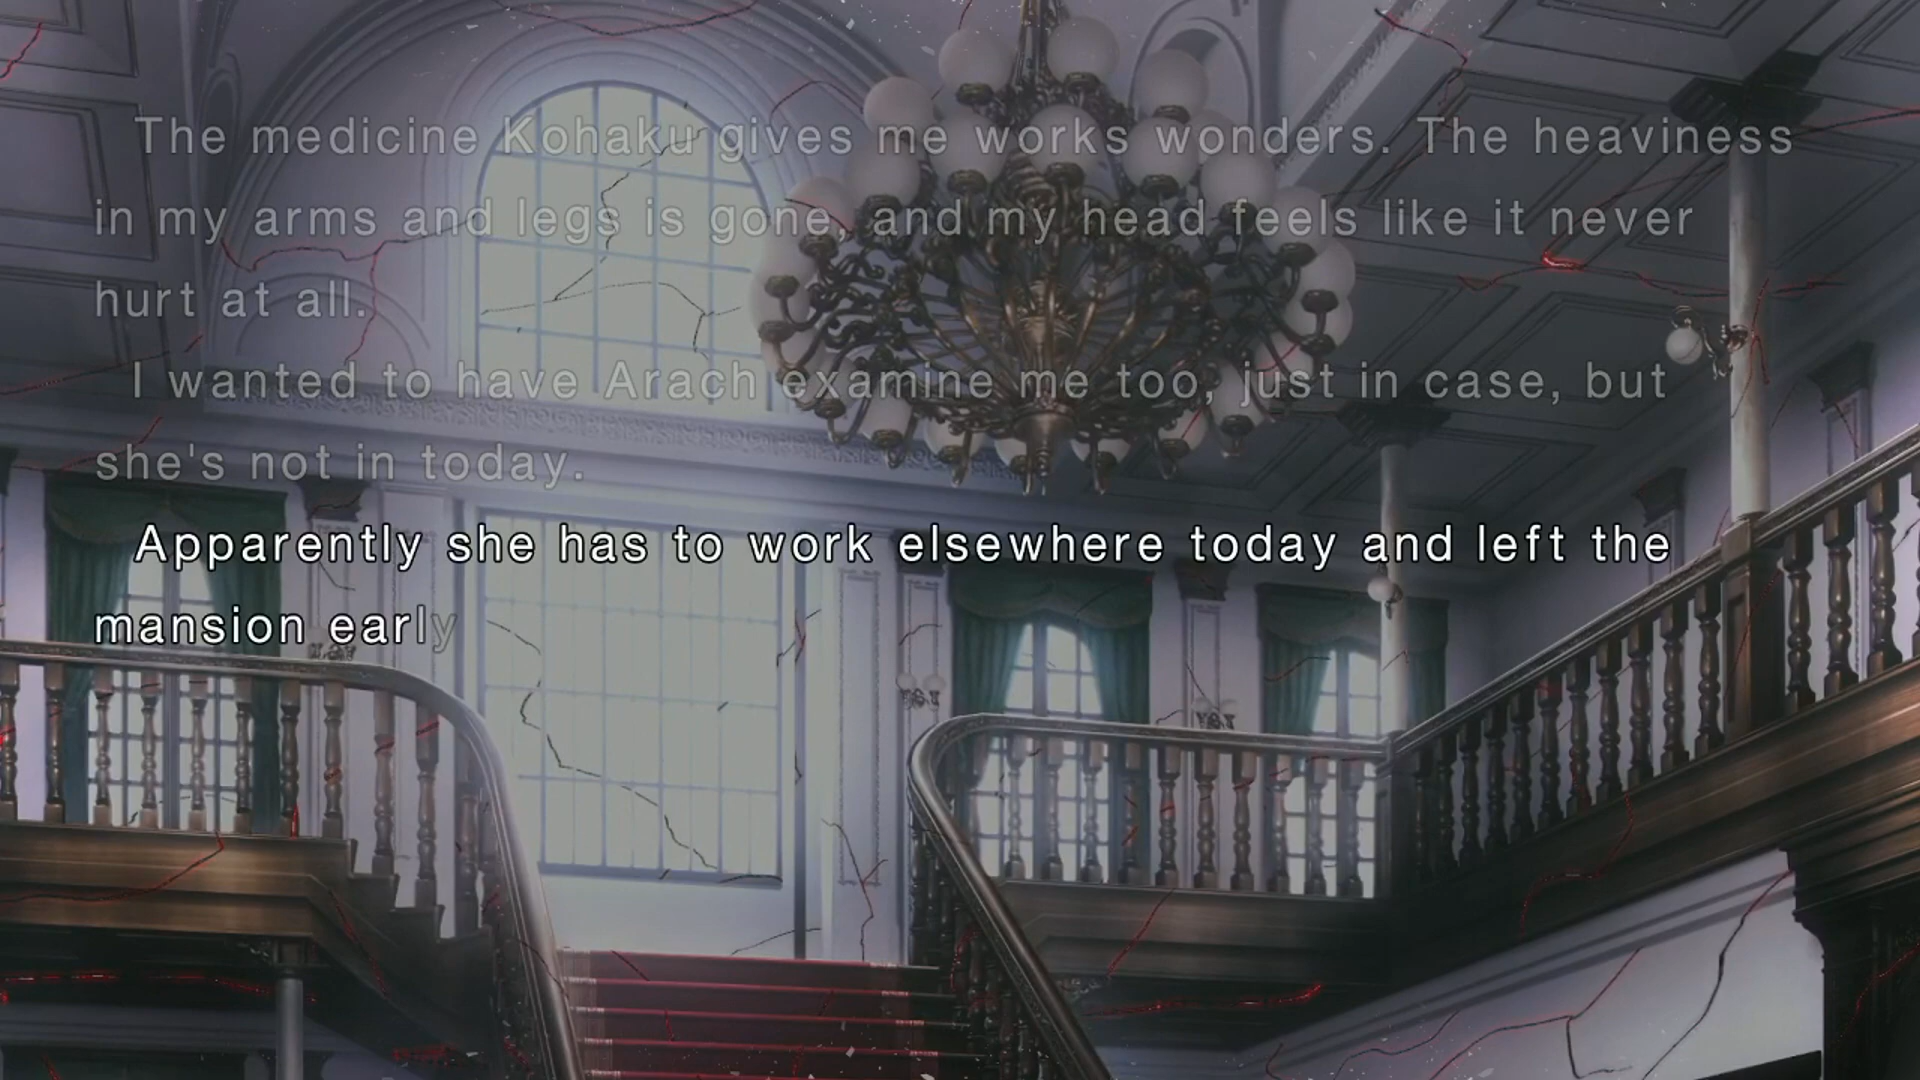 The medicine Kohaku gives me works wonders. The heaviness
in my arms and legs is gone, and my head feels like it never
hurt at all.
I wanted to have Arach examine me too, just in case, but
she's not in today.
Apparently she has to work elsewhere today and left the
mansion early